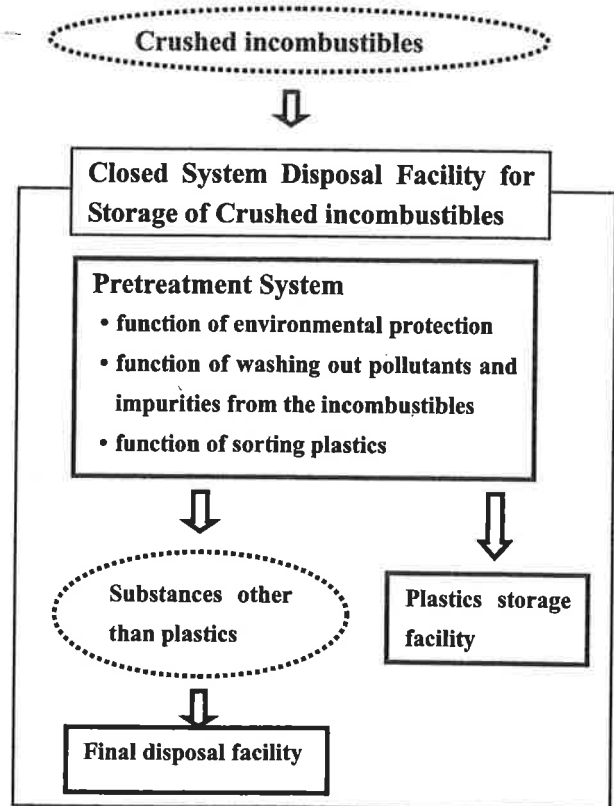 Crushed incombustibles
Closed System Disposal Facility for
Storage of Crushed incombustibles
Pretreatment System
• function of environmental protection
• function of washing out pollutants and
impurities from the incombustibles
• function of sorting plastics
Substances other
than plastics
Plastics storage
facility
Final disposal facility